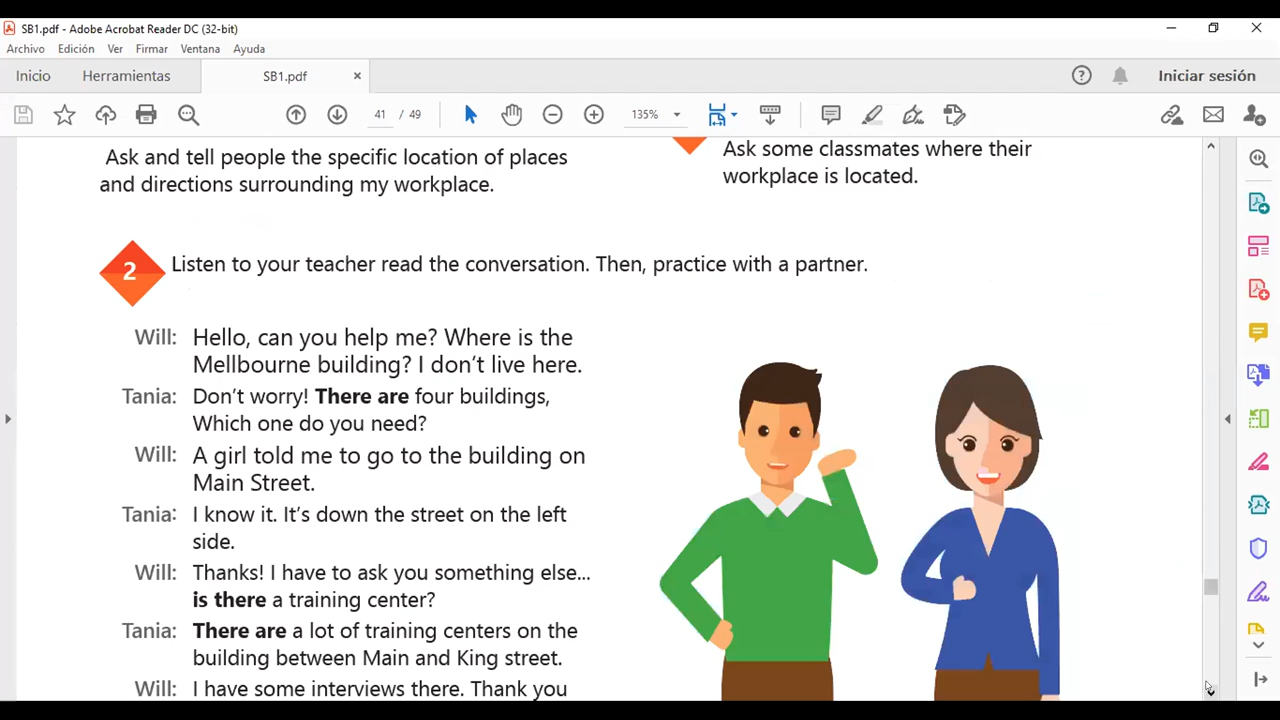 SB1.pdf - Adobe Acrobat Reader DC (32-bit)
Archivo Edición Ver Firmar Ventana Ayuda
Inicio Herramientas SB1.pdf Iniciar sesión
41 / 49 135%
Ask and tell people the specific location of places
and directions surrounding my workplace.
Ask some classmates where their
workplace is located.
2 Listen to your teacher read the conversation. Then, practice with a partner.
Will: Hello, can you help me? Where is the
Mellbourne building? I don't live here.
Tania: Don't worry! There are four buildings,
Which one do you need?
Will: A girl told me to go to the building on
Main Street.
Tania: I know it. It's down the street on the left
side.
Will: Thanks! I have to ask you something else...
is there a training center?
Tania: There are a lot of training centers on the
building between Main and King street.
Will: I have some interviews there. Thank you